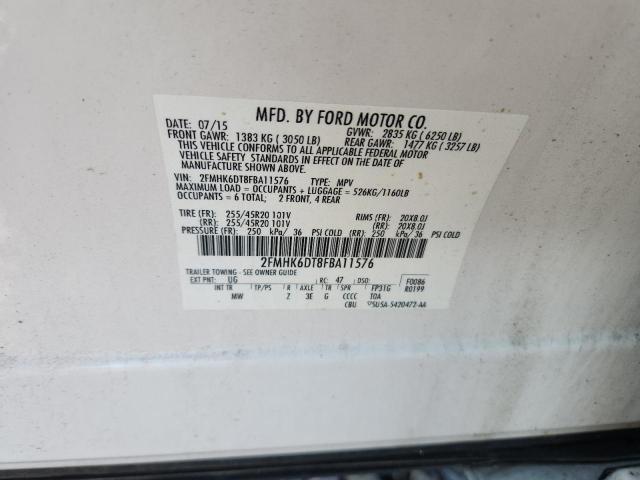 MFD. BY FORD MOTOR CO.
DATE: 07/15 GVWR: 2835 KG ( 6250 LB)
FRONT GAWR: 1383 KG ( 3050 LB) REAR GAWR: 1477 KG ( 3257 LB)
THIS VEHICLE CONFORMS TO ALL APPLICABLE FEDERAL MOTOR
VEHICLE SAFETY STANDARDS IN EFFECT ON THE DATE OF
MANUFACTURE SHOWN ABOVE.
VIN: 2FMHK6DT8FBA11576 TYPE: MPV
MAXIMUM LOAD = OCCUPANTS + LUGGAGE = 526KG/1160LB
OCCUPANTS = 6 TOTAL; 2 FRONT, 4 REAR
TIRE (FR): 255/45R20 101V RIMS (FR): 20X8.0J
(RR): 255/45R20 101V (RR): 20X8.0J
PRESSURE (FR): 250 kPa/ 36 PSI COLD (RR): 250 kPa/ 36 PSI COLD
2FMHK6DT8FBA11576
TRAILER TOWING - SEE OWNER GUIDE
EXT PNT: UG RC: 47 DSO: F0086
INT TR TP/PS R AXLE TR SPR FP31G R0199
MW Z 3E G CCCC TOA
CBU 5U5A-5420472-AA